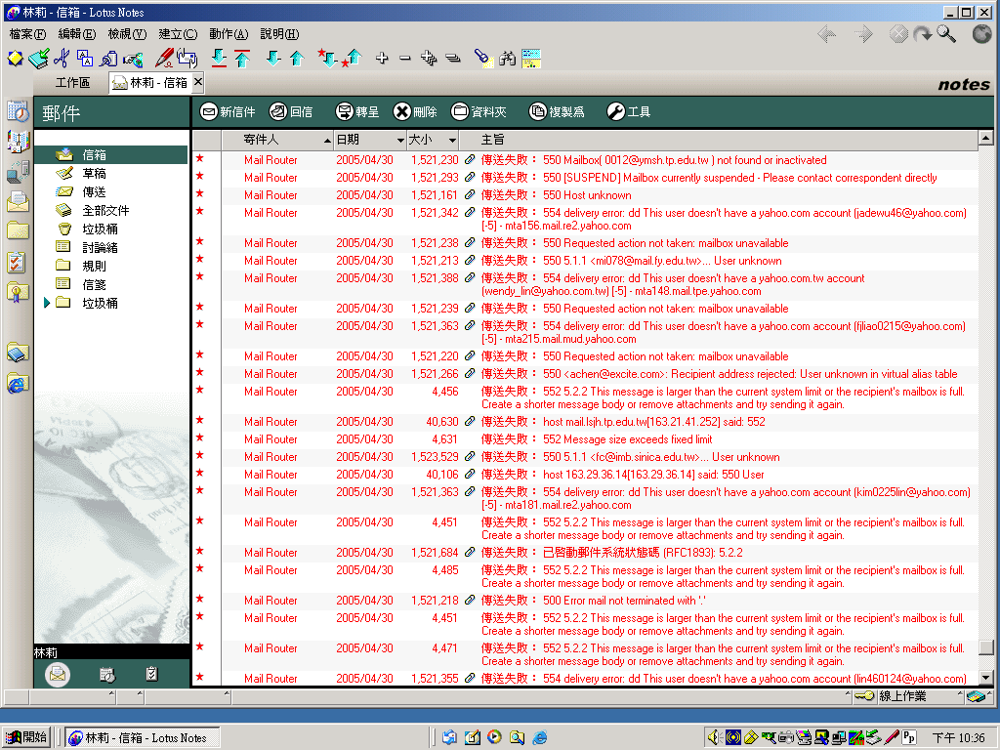 林莉 - 信箱 - Lotus Notes
檔案(F) 編輯(E) 檢視(V) 建立(C) 動作(A) 說明(H)
工作區 林莉 - 信箱
notes
郵件
新信件 回信 轉呈 刪除 資料夾 複製為 工具
信箱
草稿
傳送
全部文件
垃圾桶
討論緒
規則
信箋
垃圾桶
寄件人 日期 大小 主旨
Mail Router 2005/04/30 1,521,230 傳送失敗： 550 Mailbox( 0012@ymsh.tp.edu.tw ) not found or inactivated
Mail Router 2005/04/30 1,521,293 傳送失敗： 550 [SUSPEND] Mailbox currently suspended - Please contact correspondent directly
Mail Router 2005/04/30 1,521,161 傳送失敗： 550 Host unknown
Mail Router 2005/04/30 1,521,342 傳送失敗： 554 delivery error: dd This user doesn't have a yahoo.com account (jadewu46@yahoo.com)
[-5] - mta156.mail.re2.yahoo.com
Mail Router 2005/04/30 1,521,238 傳送失敗： 550 Requested action not taken: mailbox unavailable
Mail Router 2005/04/30 1,521,213 傳送失敗： 550 5.1.1 <mi078@mail.fy.edu.tw>... User unknown
Mail Router 2005/04/30 1,521,388 傳送失敗： 554 delivery error: dd This user doesn't have a yahoo.com.tw account
(wendy_lin@yahoo.com.tw) [-5] - mta148.mail.tpe.yahoo.com
Mail Router 2005/04/30 1,521,239 傳送失敗： 550 Requested action not taken: mailbox unavailable
Mail Router 2005/04/30 1,521,363 傳送失敗： 554 delivery error: dd This user doesn't have a yahoo.com account (fjliao0215@yahoo.com)
[-5] - mta215.mail.mud.yahoo.com
Mail Router 2005/04/30 1,521,220 傳送失敗： 550 Requested action not taken: mailbox unavailable
Mail Router 2005/04/30 1,521,266 傳送失敗： 550 <achen@excite.com>: Recipient address rejected: User unknown in virtual alias table
Mail Router 2005/04/30 4,456 傳送失敗： 552 5.2.2 This message is larger than the current system limit or the recipient's mailbox is full.
Create a shorter message body or remove attachments and try sending it again.
Mail Router 2005/04/30 40,630 傳送失敗： host mail.lsjh.tp.edu.tw[163.21.41.252] said: 552
Mail Router 2005/04/30 4,631 傳送失敗： 552 Message size exceeds fixed limit
Mail Router 2005/04/30 1,523,529 傳送失敗： 550 5.1.1 <fc@imb.sinica.edu.tw>... User unknown
Mail Router 2005/04/30 40,106 傳送失敗： host 163.29.36.14[163.29.36.14] said: 550 User
Mail Router 2005/04/30 1,521,363 傳送失敗： 554 delivery error: dd This user doesn't have a yahoo.com account (kim0225lin@yahoo.com)
[-5] - mta181.mail.re2.yahoo.com
Mail Router 2005/04/30 4,451 傳送失敗： 552 5.2.2 This message is larger than the current system limit or the recipient's mailbox is full.
Create a shorter message body or remove attachments and try sending it again.
Mail Router 2005/04/30 1,521,684 傳送失敗： 已啓動郵件系統狀態碼 (RFC1893): 5.2.2
Mail Router 2005/04/30 4,485 傳送失敗： 552 5.2.2 This message is larger than the current system limit or the recipient's mailbox is full.
Create a shorter message body or remove attachments and try sending it again.
Mail Router 2005/04/30 1,521,218 傳送失敗： 500 Error mail not terminated with '.'
Mail Router 2005/04/30 4,451 傳送失敗： 552 5.2.2 This message is larger than the current system limit or the recipient's mailbox is full.
Create a shorter message body or remove attachments and try sending it again.
Mail Router 2005/04/30 4,471 傳送失敗： 552 5.2.2 This message is larger than the current system limit or the recipient's mailbox is full.
Create a shorter message body or remove attachments and try sending it again.
Mail Router 2005/04/30 1,521,355 傳送失敗： 554 delivery error: dd This user doesn't have a yahoo.com account (lin460124@yahoo.com)
林莉
線上作業
開始 林莉 - 信箱 - Lotus Notes 下午 10:36